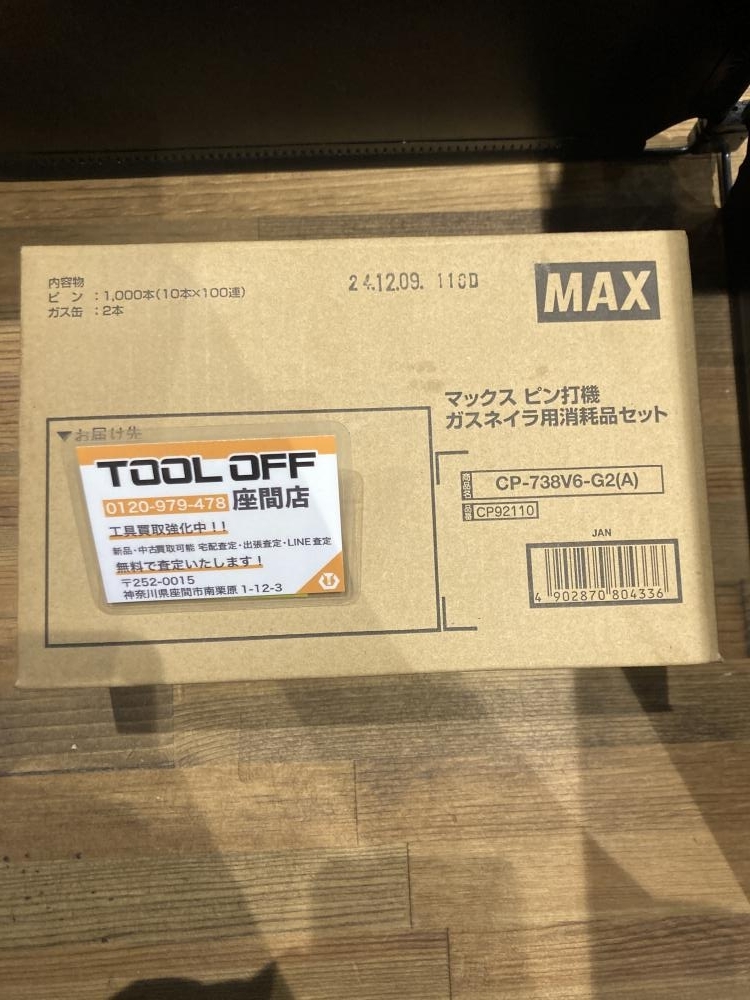 内容物
ピン：1,000本(10本×100連)
ガス缶：2本
24.12.09. 110D
MAX
マックス ピン打機
ガスネイラ用消耗品セット
▼お届け先
TOOL OFF
0120-979-478 座間店
工具買取強化中！！
新品・中古買取可能 宅配査定・出張査定・LINE査定
無料で査定いたします！
〒252-0015
神奈川県座間市南栗原1-12-3
商品名 CP-738V6-G2(A)
品番 CP92110
JAN
4 902870 804336